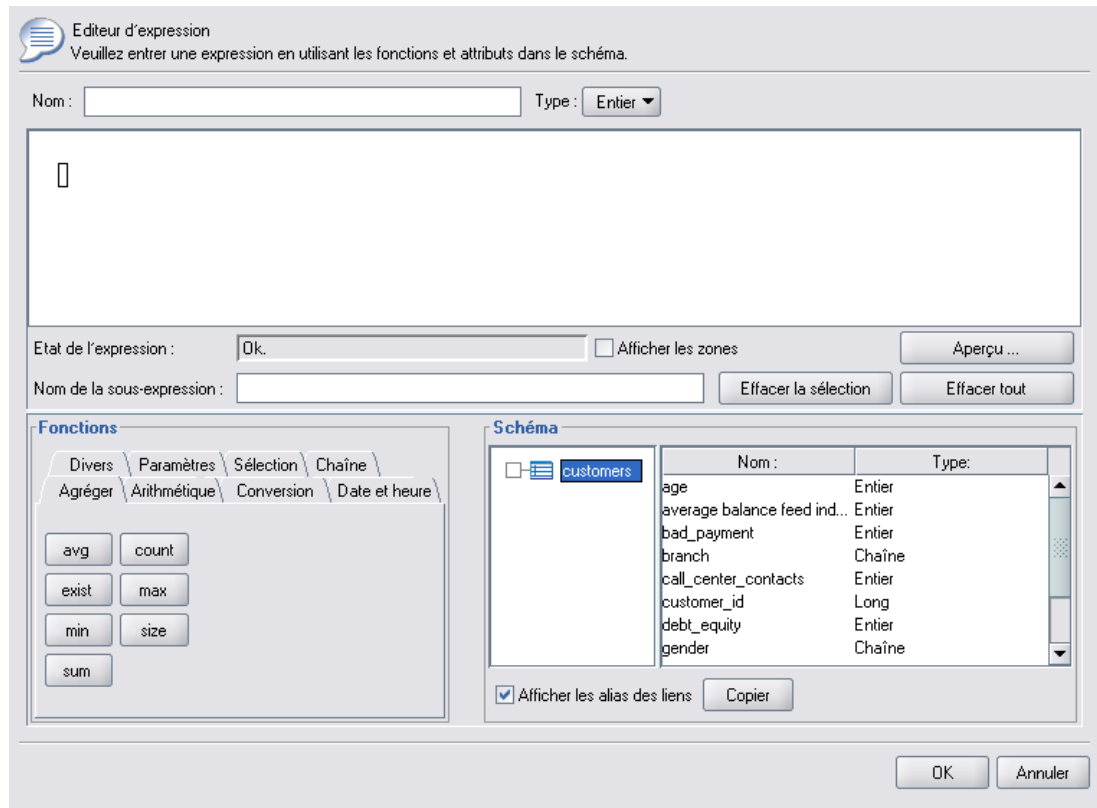 Editeur d'expression
Veuillez entrer une expression en utilisant les fonctions et attributs dans le schéma.
Nom :
Type : Entier
Etat de l'expression : Ok. Afficher les zones Aperçu ...
Nom de la sous-expression : Effacer la sélection Effacer tout
Fonctions
Divers Paramètres Sélection Chaîne
Agréger Arithmétique Conversion Date et heure
avg count
exist max
min size
sum
Schéma
customers
Nom : Type:
age Entier
average balance feed ind... Entier
bad_payment Entier
branch Chaîne
call_center_contacts Entier
customer_id Long
debt_equity Entier
gender Chaîne
Afficher les alias des liens Copier
OK Annuler